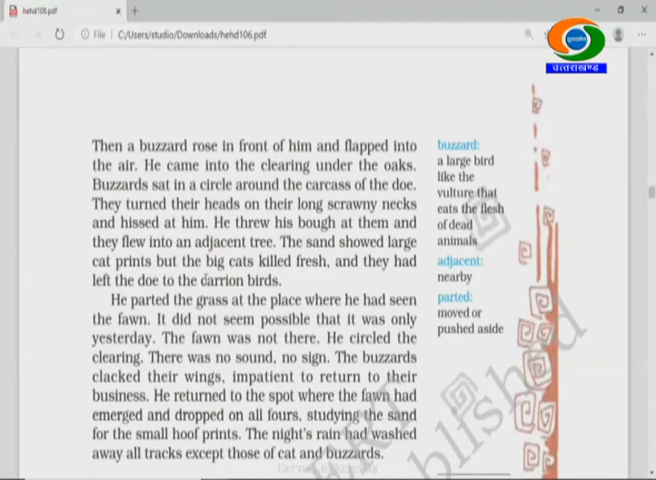 hehd106.pdf
File | C:/Users/studio/Downloads/hehd106.pdf
दूरदर्शन
उत्तराखण्ड
Then a buzzard rose in front of him and flapped into
the air. He came into the clearing under the oaks.
Buzzards sat in a circle around the carcass of the doe.
They turned their heads on their long scrawny necks
and hissed at him. He threw his bough at them and
they flew into an adjacent tree. The sand showed large
cat prints but the big cats killed fresh, and they had
left the doe to the carrion birds.
He parted the grass at the place where he had seen
the fawn. It did not seem possible that it was only
yesterday. The fawn was not there. He circled the
clearing. There was no sound, no sign. The buzzards
clacked their wings, impatient to return to their
business. He returned to the spot where the fawn had
emerged and dropped on all fours, studying the sand
for the small hoof prints. The night's rain had washed
away all tracks except those of cat and buzzards.
buzzard:
a large bird
like the
vulture that
eats the flesh
of dead
animals
adjacent:
nearby
parted:
moved or
pushed aside